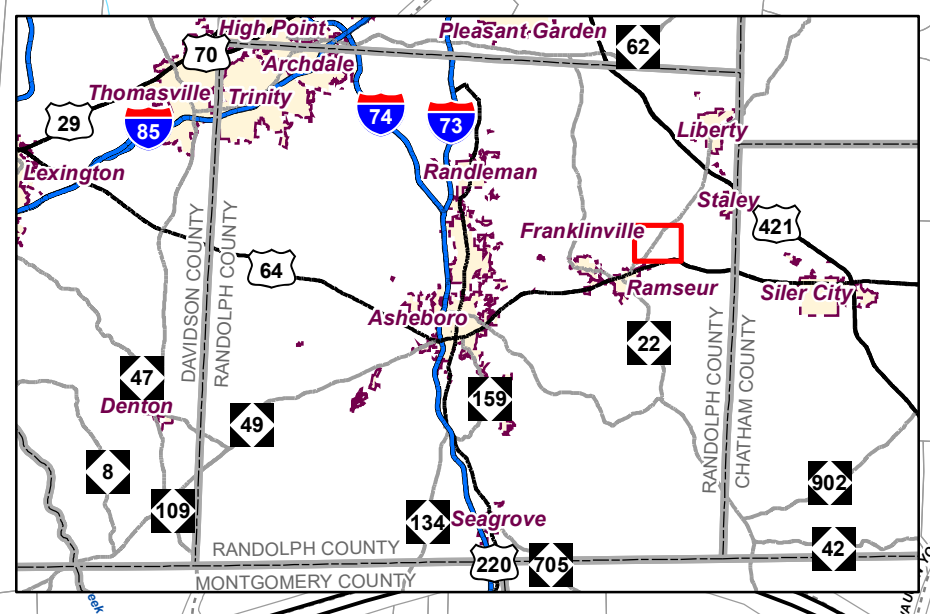 High Point
Pleasant Garden
62
70
Archdale
Thomasville
Trinity
29
85
74
73
Liberty
Lexington
Randleman
Staley
421
Franklinville
DAVIDSON COUNTY
RANDOLPH COUNTY
64
Ramseur
Siler City
Asheboro
22
RANDOLPH COUNTY
CHATHAM COUNTY
47
Denton
159
49
8
902
109
134
Seagrove
RANDOLPH COUNTY
42
220
705
MONTGOMERY COUNTY
eek